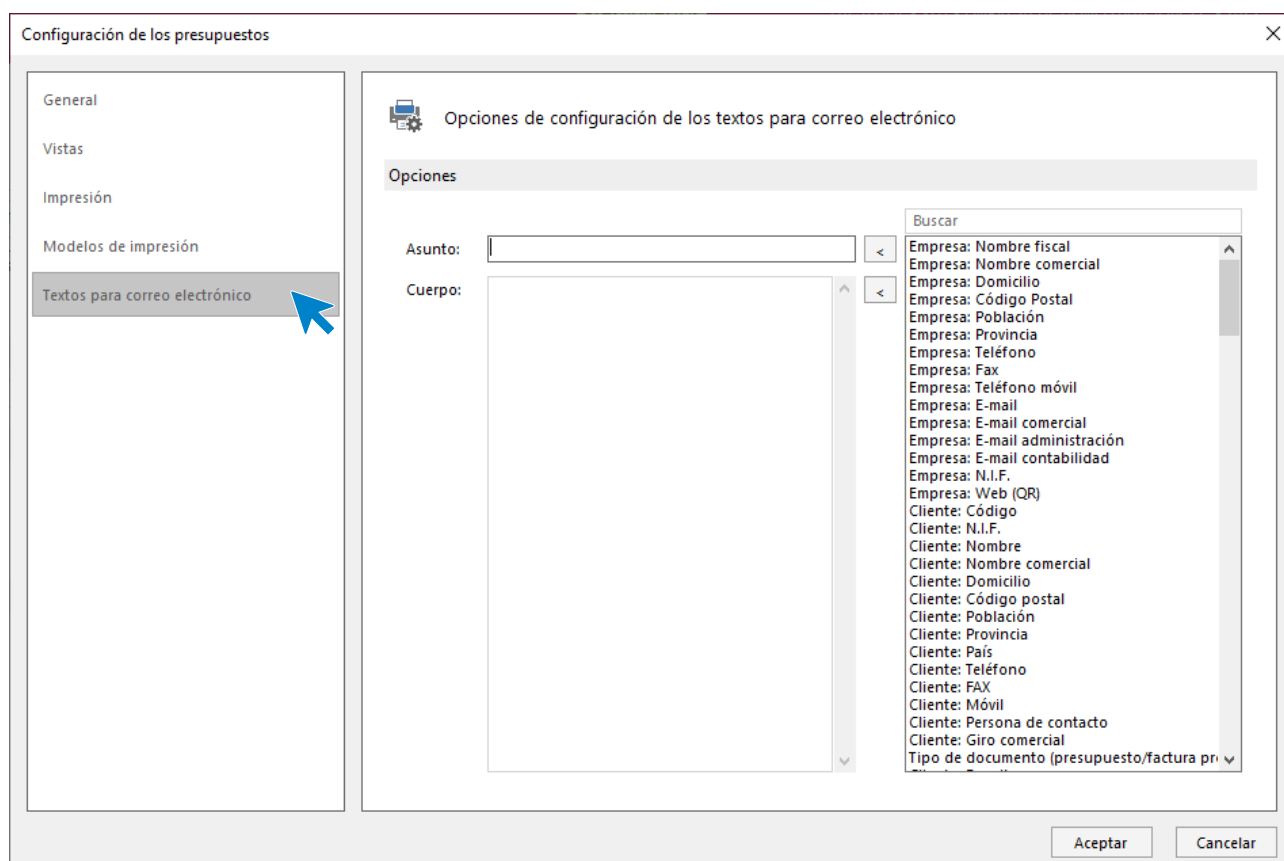 Configuración de los presupuestos
General
Vistas
Impresión
Modelos de impresión
Textos para correo electrónico
Opciones de configuración de los textos para correo electrónico
Opciones
Asunto:
<
Cuerpo:
<
Buscar
Empresa: Nombre fiscal
Empresa: Nombre comercial
Empresa: Domicilio
Empresa: Código Postal
Empresa: Población
Empresa: Provincia
Empresa: Teléfono
Empresa: Fax
Empresa: Teléfono móvil
Empresa: E-mail
Empresa: E-mail comercial
Empresa: E-mail administración
Empresa: E-mail contabilidad
Empresa: N.I.F.
Empresa: Web (QR)
Cliente: Código
Cliente: N.I.F.
Cliente: Nombre
Cliente: Nombre comercial
Cliente: Domicilio
Cliente: Código postal
Cliente: Población
Cliente: Provincia
Cliente: País
Cliente: Teléfono
Cliente: FAX
Cliente: Móvil
Cliente: Persona de contacto
Cliente: Giro comercial
Tipo de documento (presupuesto/factura pr
Aceptar
Cancelar